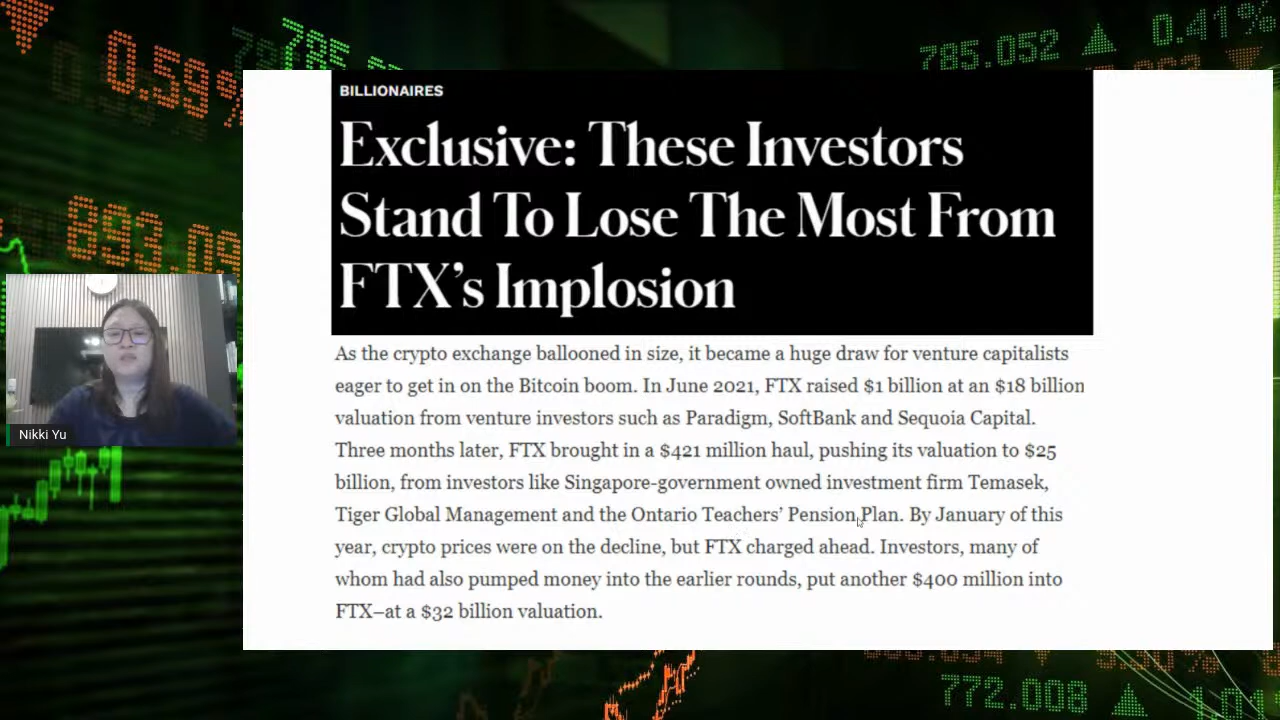 785.052 ▲ 0.41%
0.59%
BILLIONAIRES
Exclusive: These Investors
Stand To Lose The Most From
FTX's Implosion
As the crypto exchange ballooned in size, it became a huge draw for venture capitalists
eager to get in on the Bitcoin boom. In June 2021, FTX raised $1 billion at an $18 billion
valuation from venture investors such as Paradigm, SoftBank and Sequoia Capital.
Three months later, FTX brought in a $421 million haul, pushing its valuation to $25
billion, from investors like Singapore-government owned investment firm Temasek,
Tiger Global Management and the Ontario Teachers' Pension Plan. By January of this
year, crypto prices were on the decline, but FTX charged ahead. Investors, many of
whom had also pumped money into the earlier rounds, put another $400 million into
FTX–at a $32 billion valuation.
Nikki Yu
772.008 ▲